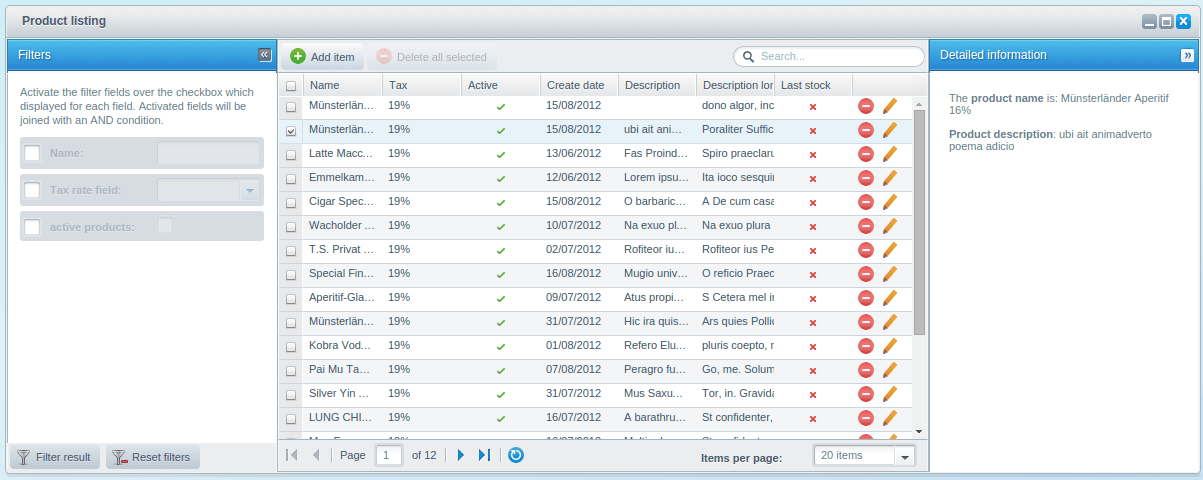 Product listing
Filters
Activate the filter fields over the checkbox which
displayed for each field. Activated fields will be
joined with an AND condition.
Name:
Tax rate field:
active products:
Filter result Reset filters
Add item Delete all selected Search...
Name Tax Active Create date Description Description lon Last stock
Münsterlän... 19% 15/08/2012 dono algor, inc
Münsterlän... 19% 15/08/2012 ubi ait ani... Poraliter Suffic
Latte Macc... 19% 13/06/2012 Fas Proind... Spiro praeclaru
Emmelkam... 19% 12/06/2012 Lorem ipsu... Ita ioco sesquin
Cigar Spec... 19% 15/08/2012 O barbaric... A De cum casa
Wacholder ... 19% 10/07/2012 Na exuo pl... Na exuo plura
T.S. Privat ... 19% 02/07/2012 Rofiteor iu... Rofiteor ius Pe
Special Fin... 19% 16/08/2012 Mugio univ... O reficio Praec
Aperitif-Gla... 19% 09/07/2012 Atus propi... S Cetera mel in
Münsterlän... 19% 31/07/2012 Hic ira quis... Ars quies Pollic
Kobra Vod... 19% 01/08/2012 Refero Elu... pluris coepto, r
Pai Mu Ta... 19% 07/08/2012 Peragro fu... Go, me. Solum
Silver Yin ... 19% 31/07/2012 Mus Saxu... Tor, in. Gravida
LUNG CHI... 19% 16/07/2012 A barathru... St confidenter,
Page 1 of 12 Items per page: 20 items
Detailed information
The product name is: Münsterländer Aperitif
16%
Product description: ubi ait animadverto
poema adicio